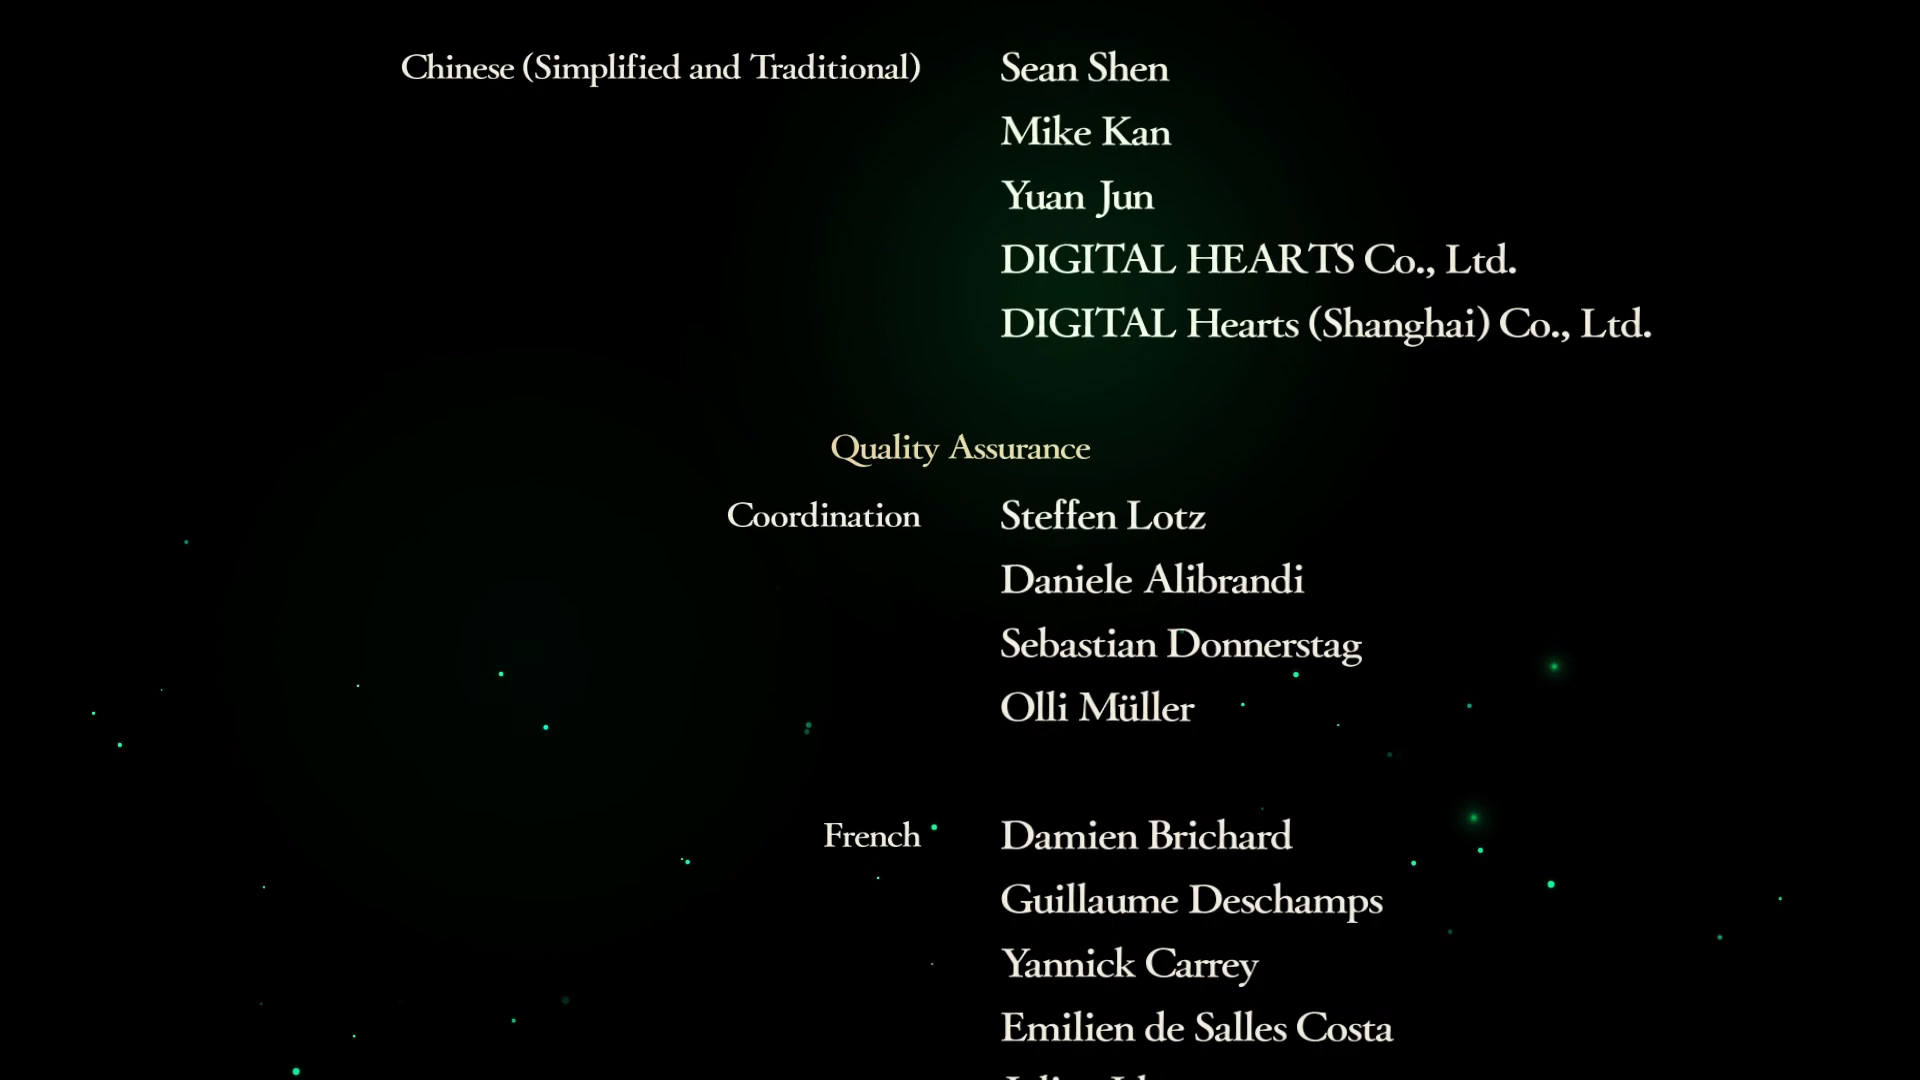 Chinese (Simplified and Traditional) Sean Shen
Mike Kan
Yuan Jun
DIGITAL HEARTS Co., Ltd.
DIGITAL Hearts (Shanghai) Co., Ltd.
Quality Assurance
Coordination Steffen Lotz
Daniele Alibrandi
Sebastian Donnerstag
Olli Müller
French Damien Brichard
Guillaume Deschamps
Yannick Carrey
Emilien de Salles Costa